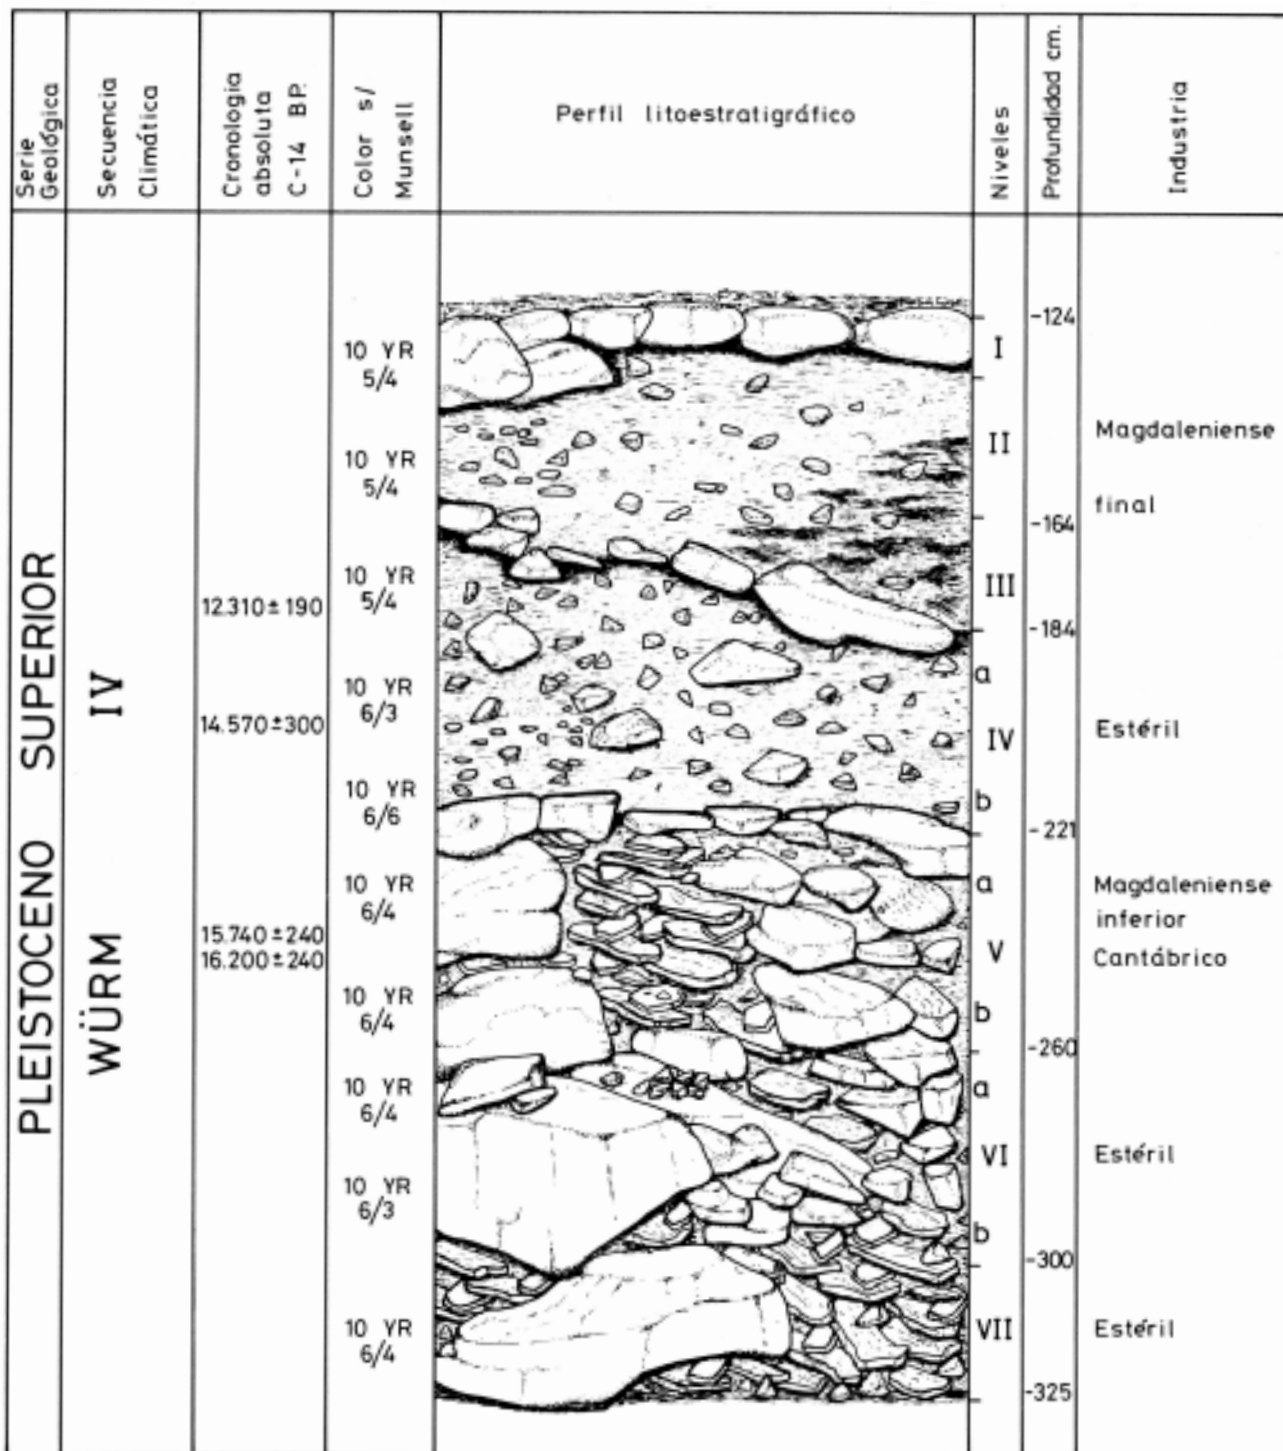 Serie
Geológica
Secuencia
Climática
Cronologia
absoluta
C-14 BP.
Color s/
Munsell
Perfil litoestratigráfico
Niveles
Profundidad cm.
Industria
PLEISTOCENO SUPERIOR
WÜRM IV
12.310 ± 190
14.570 ± 300
15.740 ± 240
16.200 ± 240
10 YR
5/4
10 YR
5/4
10 YR
5/4
10 YR
6/3
10 YR
6/6
10 YR
6/4
10 YR
6/4
10 YR
6/4
10 YR
6/3
10 YR
6/4
I
II
III
a
IV
b
a
V
b
a
VI
b
VII
-124
-164
-184
-221
-260
-300
-325
Magdaleniense
final
Estéril
Magdaleniense
inferior
Cantábrico
Estéril
Estéril